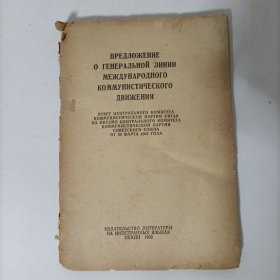 ПРЕДЛОЖЕНИЕ
О ГЕНЕРАЛЬНОЙ ЛИНИИ
МЕЖДУНАРОДНОГО
КОММУНИСТИЧЕСКОГО
ДВИЖЕНИЯ
ОТВЕТ ЦЕНТРАЛЬНОГО КОМИТЕТА
КОММУНИСТИЧЕСКОЙ ПАРТИИ КИТАЯ
НА ПИСЬМО ЦЕНТРАЛЬНОГО КОМИТЕТА
КОММУНИСТИЧЕСКОЙ ПАРТИИ
СОВЕТСКОГО СОЮЗА
ОТ 30 МАРТА 1963 ГОДА
ИЗДАТЕЛЬСТВО ЛИТЕРАТУРЫ
НА ИНОСТРАННЫХ ЯЗЫКАХ
ПЕКИН 1963